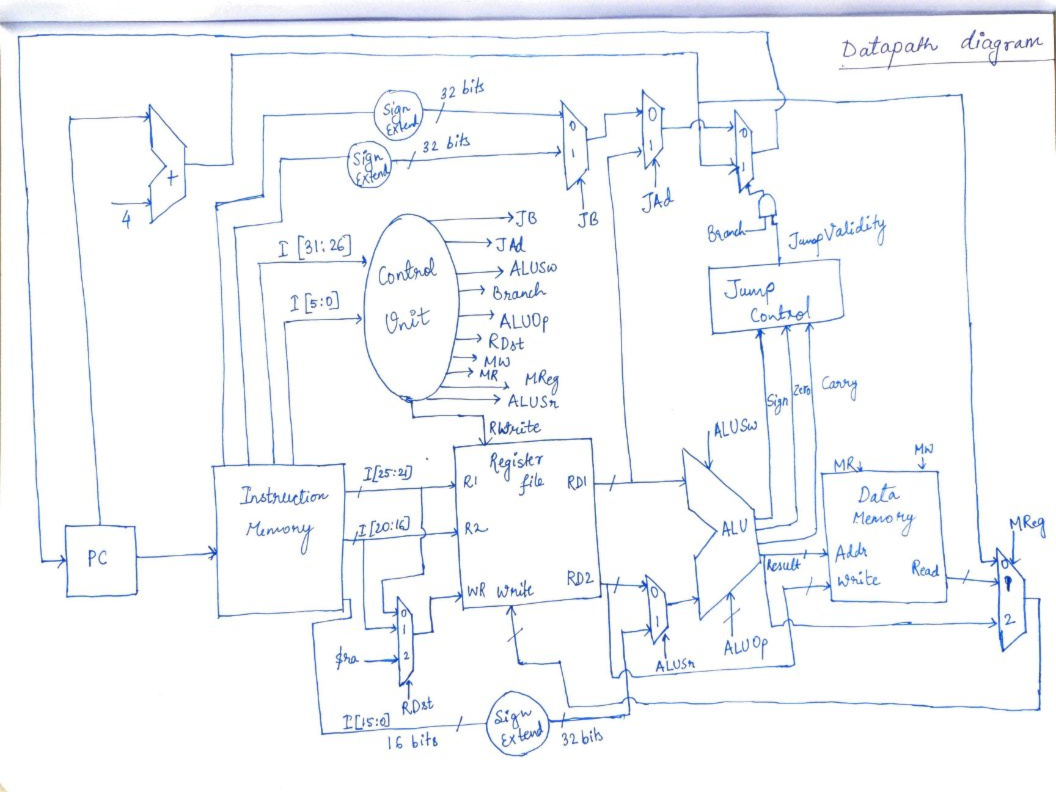 Datapath diagram
Sign
Extend
32 bits
Sign
Extend
32 bits
0
1
JB
0
1
JAd
0
1
+
4
Branch
Jump Validity
I [31:26]
I [5:0]
Control
Unit
JB
JAd
ALUSw
Branch
ALUOp
RDst
MW
MR
MReg
ALUSr
RWrite
Jump
Control
Sign
Zero
Carry
ALUSw
PC
Instruction
Memory
I[25:21]
I[20:16]
Register
file
R1
RD1
R2
RD2
WR
Write
0
1
2
$ra
RDst
I[15:0]
16 bits
Sign
Extend
32 bits
0
1
ALUSr
ALU
ALUOp
Result
MR
MW
Data
Memory
Addr
Write
Read
MReg
0
1
2